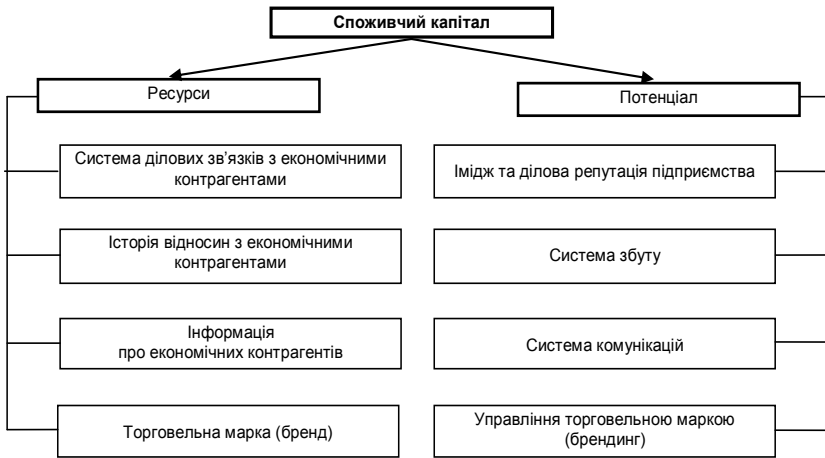 Споживчий капітал
Ресурси
Потенціал
Система ділових зв’язків з економічними
контрагентами
Імідж та ділова репутація підприємства
Історія відносин з економічними
контрагентами
Система збуту
Інформація
про економічних контрагентів
Система комунікацій
Торговельна марка (бренд)
Управління торговельною маркою
(брендинг)